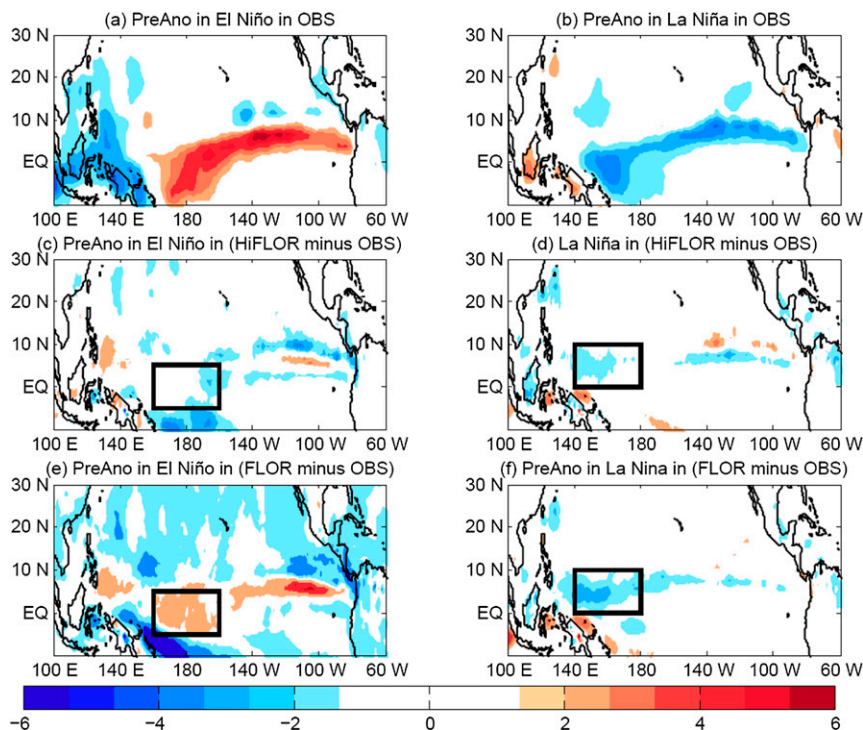 (a) PreAno in El Niño in OBS
(b) PreAno in La Niña in OBS
30 N
20 N
10 N
EQ
100 E 140 E 180 140 W 100 W 60 W
30 N
20 N
10 N
EQ
100 E 140 E 180 140 W 100 W 60 W
(c) PreAno in El Niño in (HiFLOR minus OBS)
(d) La Niña in (HiFLOR minus OBS)
30 N
20 N
10 N
EQ
100 E 140 E 180 140 W 100 W 60 W
30 N
20 N
10 N
EQ
100 E 140 E 180 140 W 100 W 60 W
(e) PreAno in El Niño in (FLOR minus OBS)
(f) PreAno in La Nina in (FLOR minus OBS)
30 N
20 N
10 N
EQ
100 E 140 E 180 140 W 100 W 60 W
30 N
20 N
10 N
EQ
100 E 140 E 180 140 W 100 W 60 W
−6 −4 −2 0 2 4 6